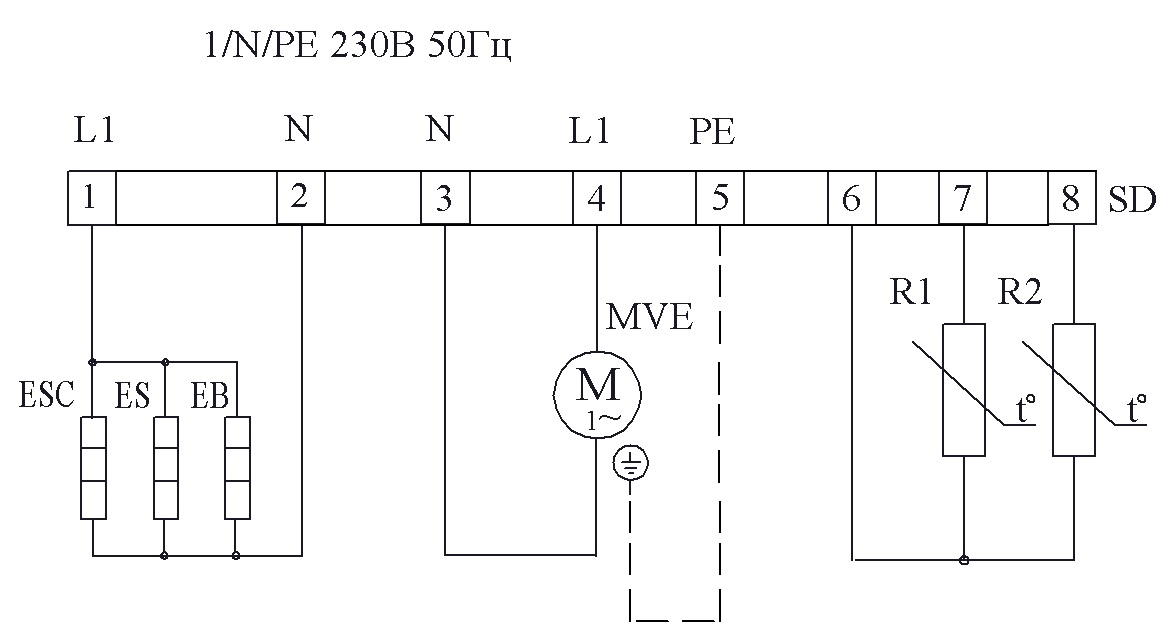 1/N/PE 230В 50Гц
L1 N N L1 PE
1 2 3 4 5 6 7 8 SD
R1 R2
MVE
ESC ES EB M
1~
t° t°